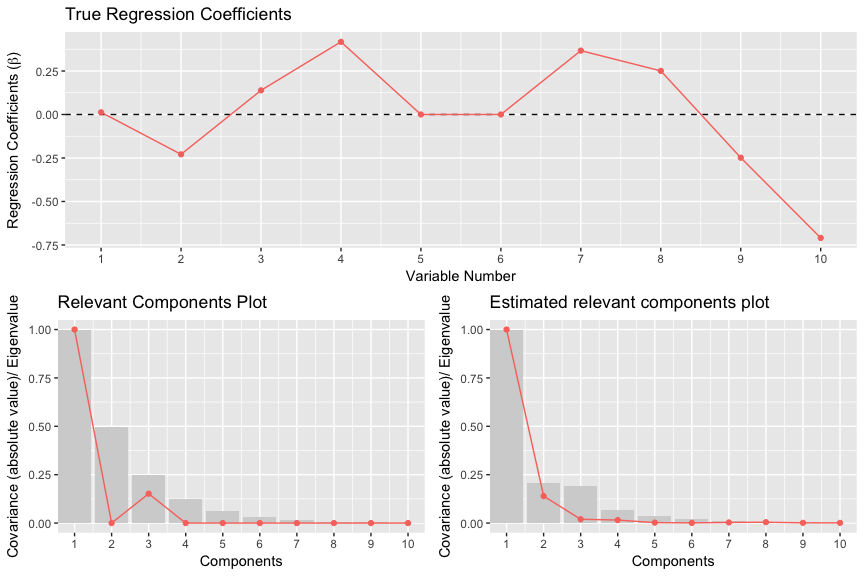 True Regression Coefficients
Regression Coefficients (β)
0.25
0.00
-0.25
-0.50
-0.75
1 2 3 4 5 6 7 8 9 10
Variable Number
Relevant Components Plot
Covariance (absolute value)/ Eigenvalue
1.00
0.75
0.50
0.25
0.00
1 2 3 4 5 6 7 8 9 10
Components
Estimated relevant components plot
Covariance (absolute value)/ Eigenvalue
1.00
0.75
0.50
0.25
0.00
1 2 3 4 5 6 7 8 9 10
Components